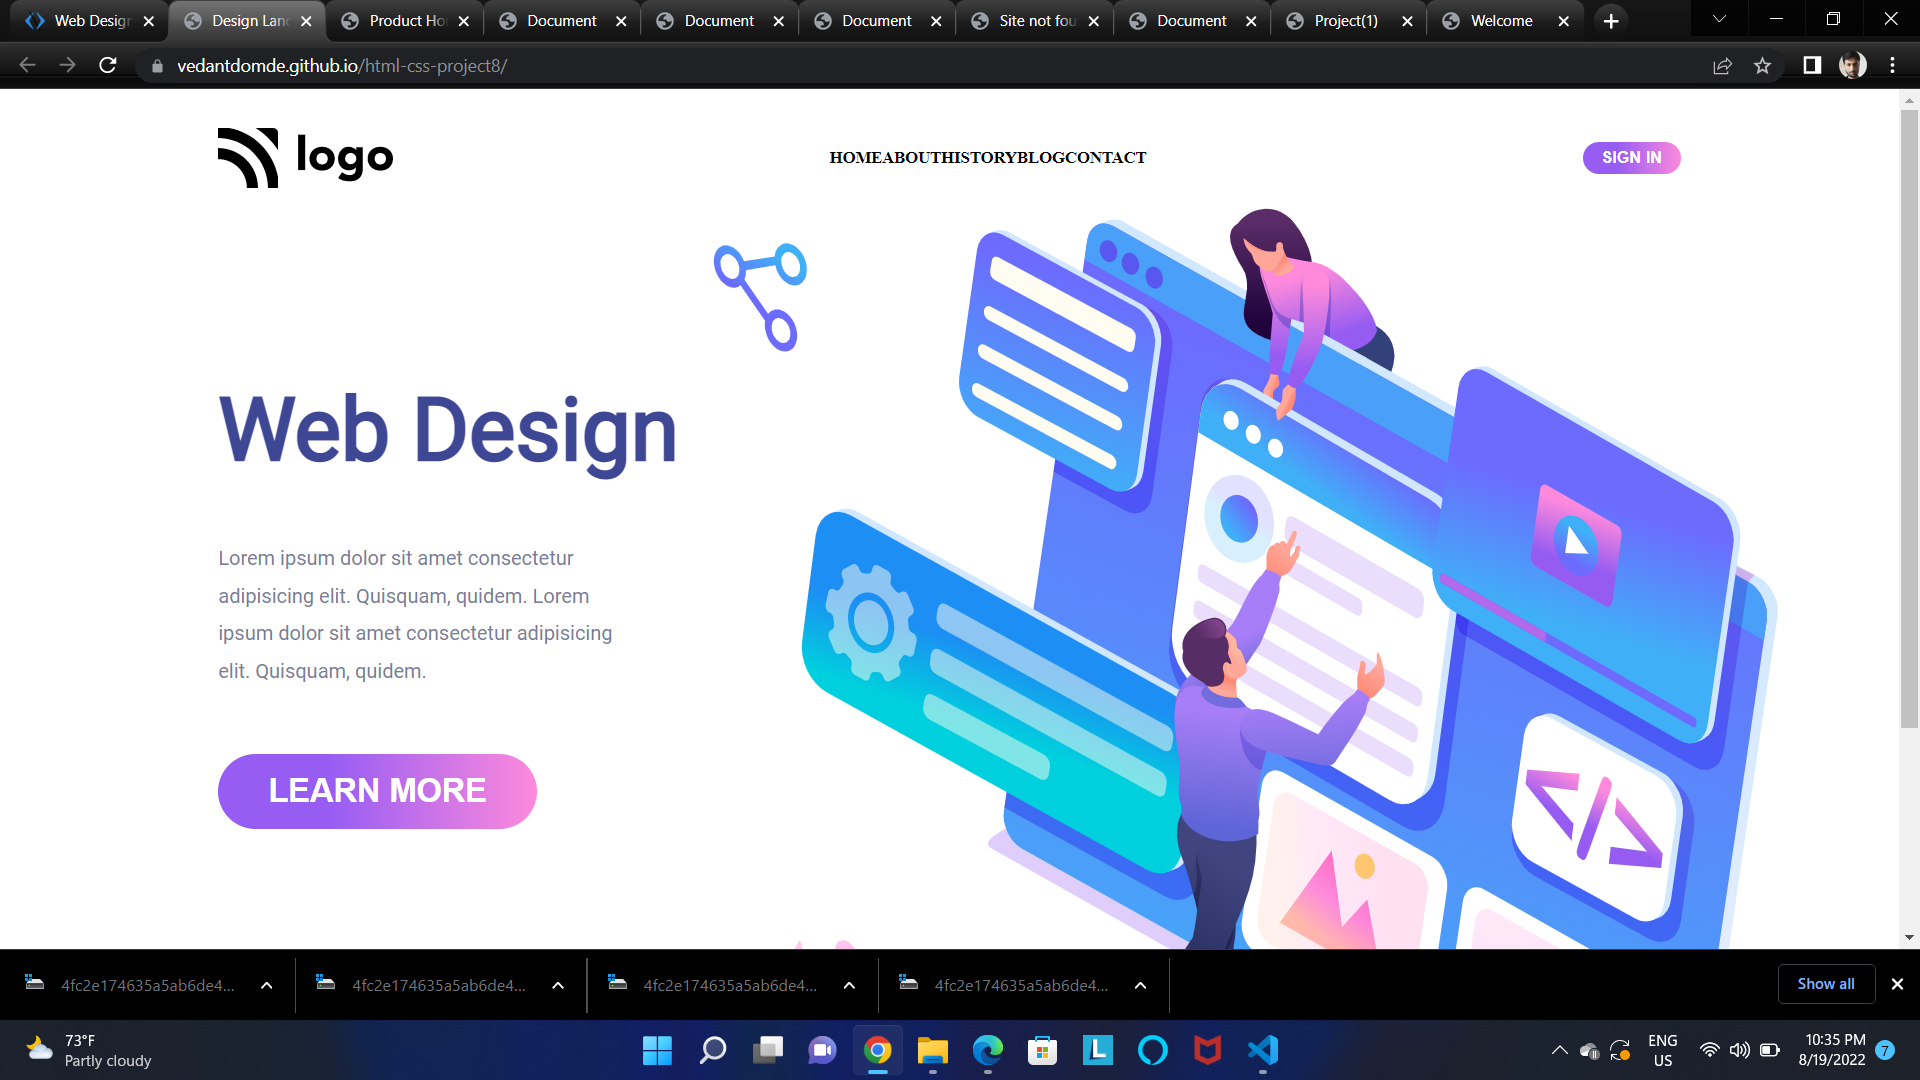 Web Design
Design Lan
Product Ho
Document
Document
Document
Site not fou
Document
Project(1)
Welcome
vedantdomde.github.io/html-css-project8/
logo
HOMEABOUTHISTORYBLOGCONTACT
SIGN IN
Web Design
Lorem ipsum dolor sit amet consectetur
adipisicing elit. Quisquam, quidem. Lorem
ipsum dolor sit amet consectetur adipisicing
elit. Quisquam, quidem.
LEARN MORE
</>
4fc2e174635a5ab6de4...
4fc2e174635a5ab6de4...
4fc2e174635a5ab6de4...
4fc2e174635a5ab6de4...
Show all
73°F
Partly cloudy
L
ENG
US
10:35 PM
8/19/2022
7